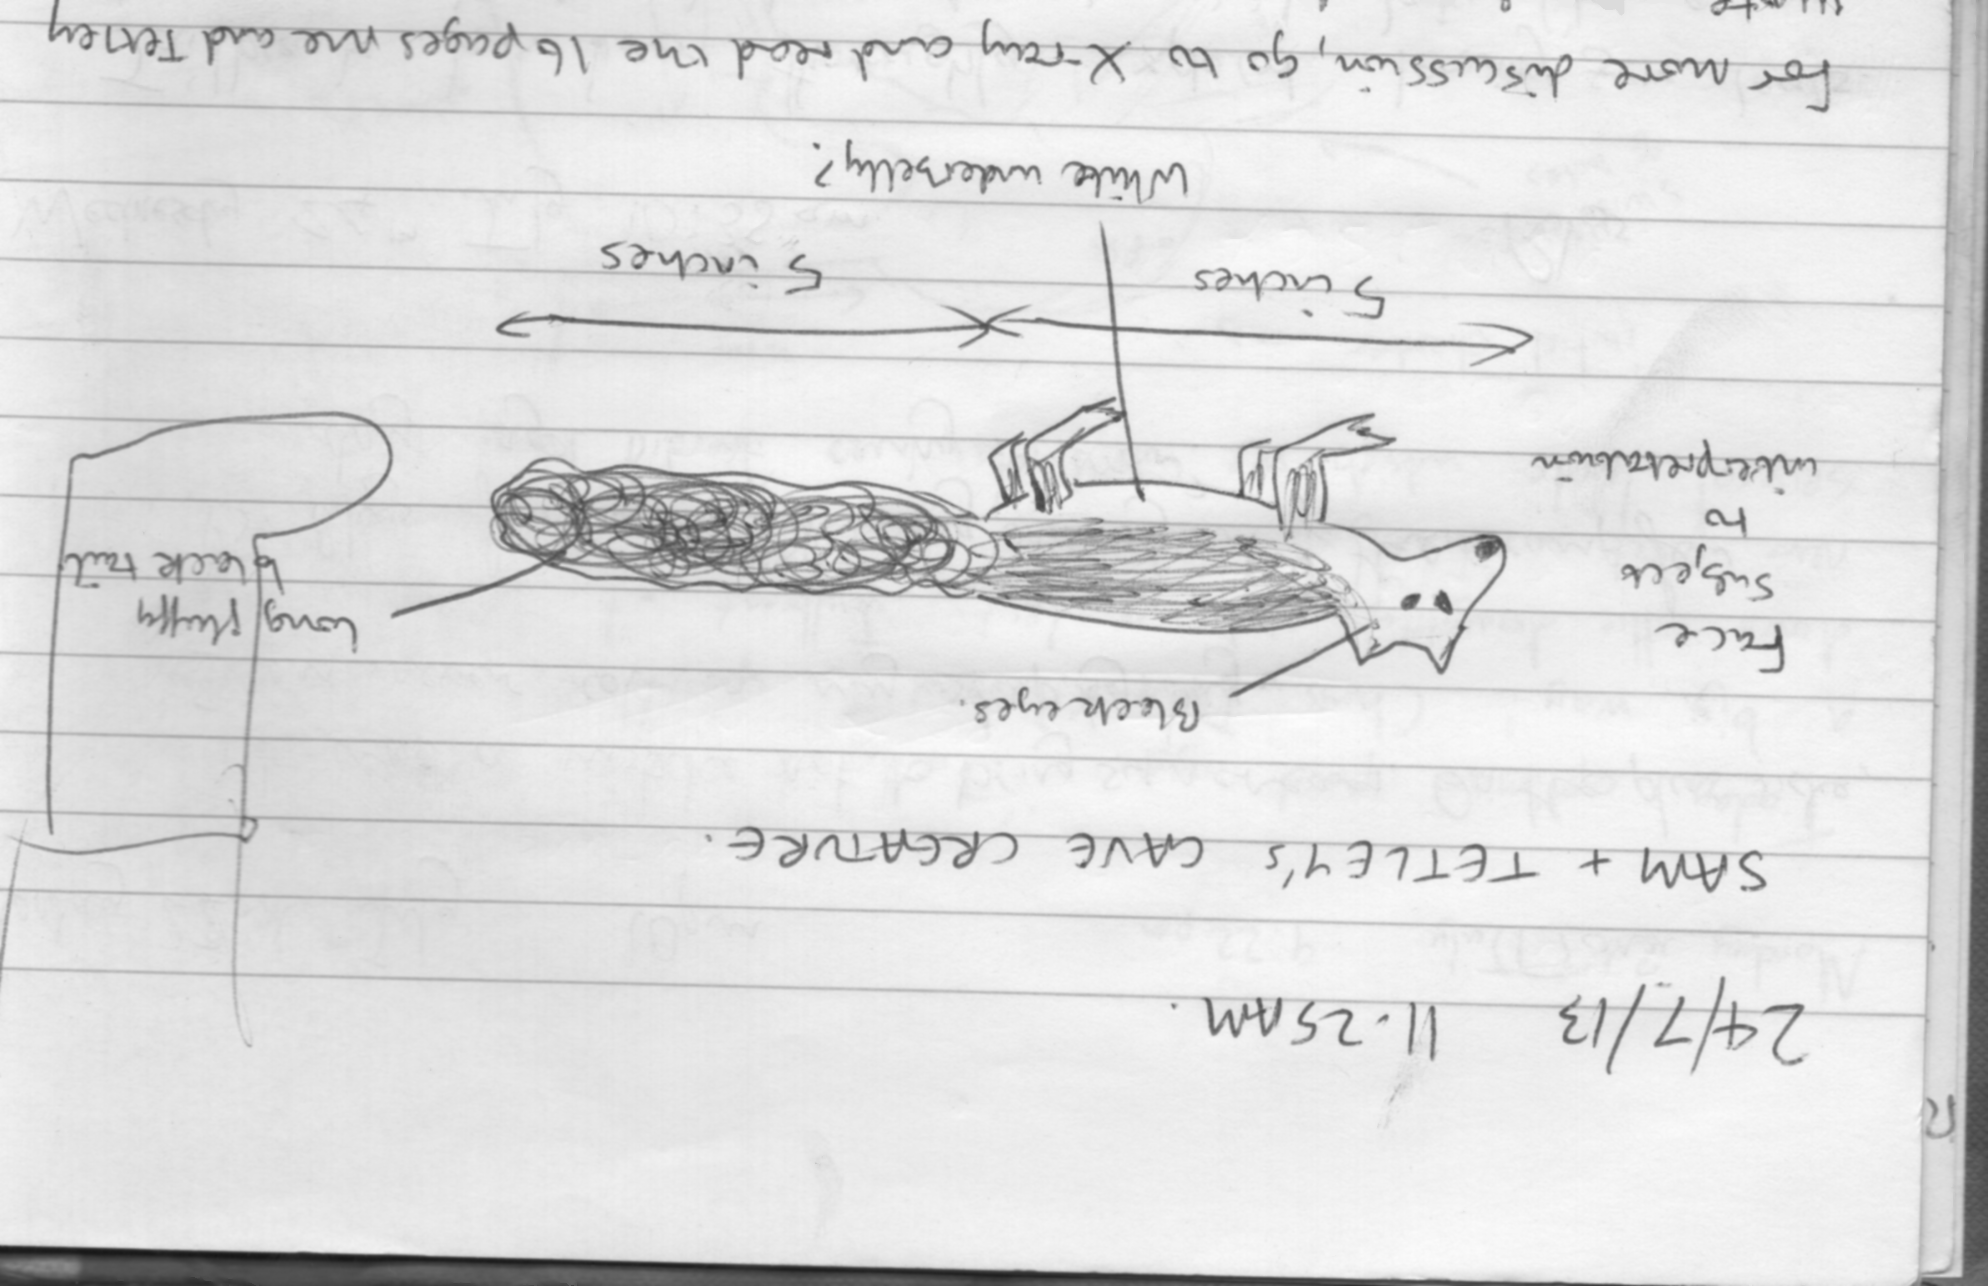 24/7/13 11.25AM.
SAM + TETLEY's CAVE CREATURE.
Black eyes.
Face
subject
to
interpretation
Long fluffy
black tail
5 inches
5 inches
White underbelly?
For more discussion, go to X-ray and read the 16 pages me and Tetley
wrote